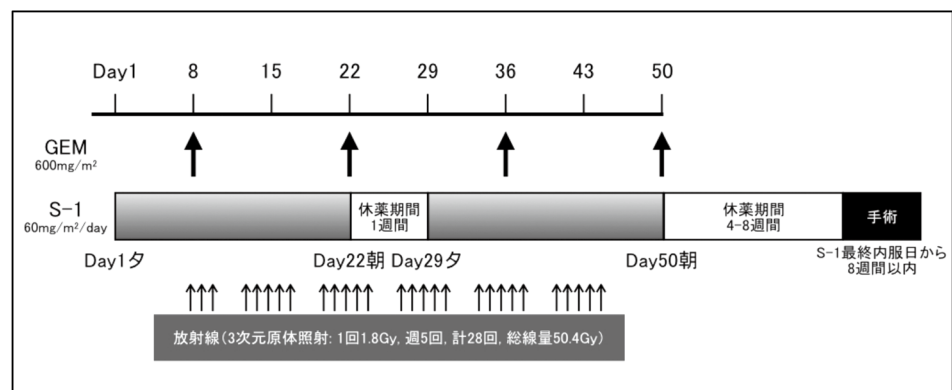 Day1 8 15 22 29 36 43 50
GEM
600mg/m²
S-1
60mg/m²/day
休薬期間
1週間
休薬期間
4-8週間
手術
Day1夕 Day22朝 Day29夕 Day50朝
S-1最終内服日から
8週間以内
放射線(3次元原体照射: 1回1.8Gy, 週5回, 計28回, 総線量50.4Gy)